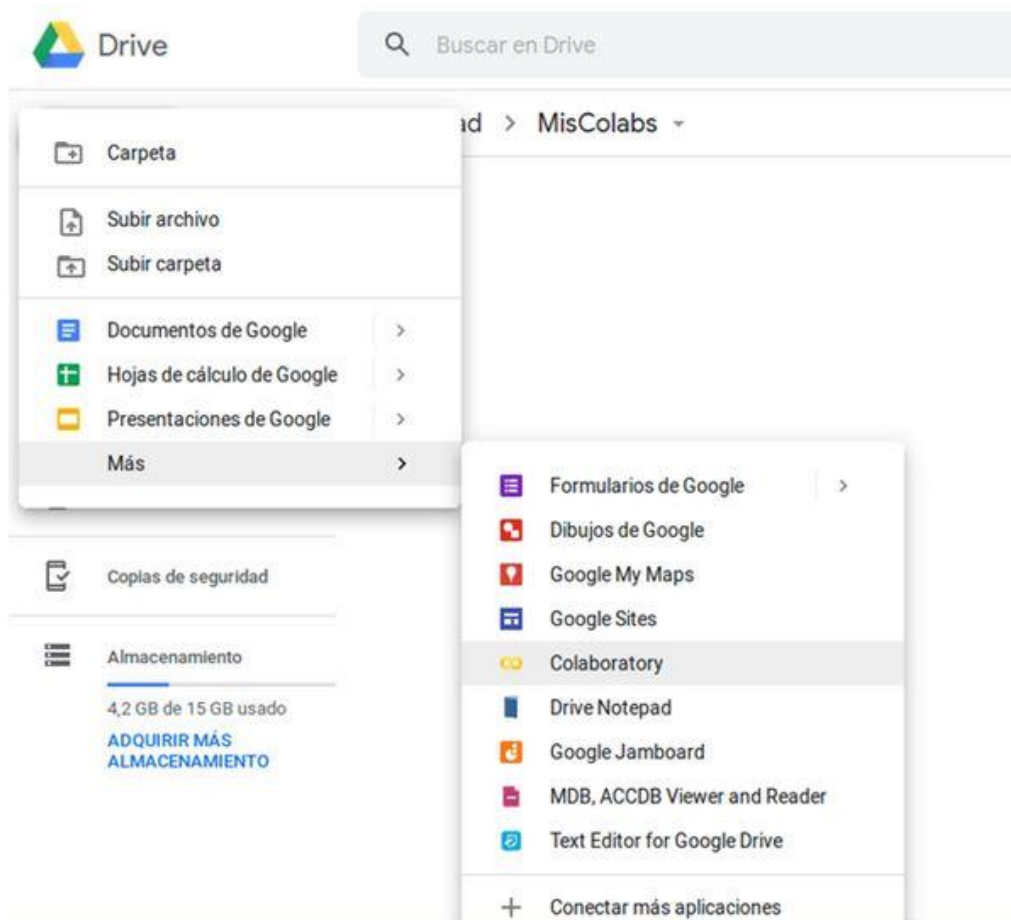 Drive
Buscar en Drive
ad > MisColabs
Carpeta
Subir archivo
Subir carpeta
Documentos de Google
Hojas de cálculo de Google
Presentaciones de Google
Más
Formularios de Google
Dibujos de Google
Google My Maps
Google Sites
Colaboratory
Drive Notepad
Google Jamboard
MDB, ACCDB Viewer and Reader
Text Editor for Google Drive
Conectar más aplicaciones
Copias de seguridad
Almacenamiento
4,2 GB de 15 GB usado
ADQUIRIR MÁS
ALMACENAMIENTO